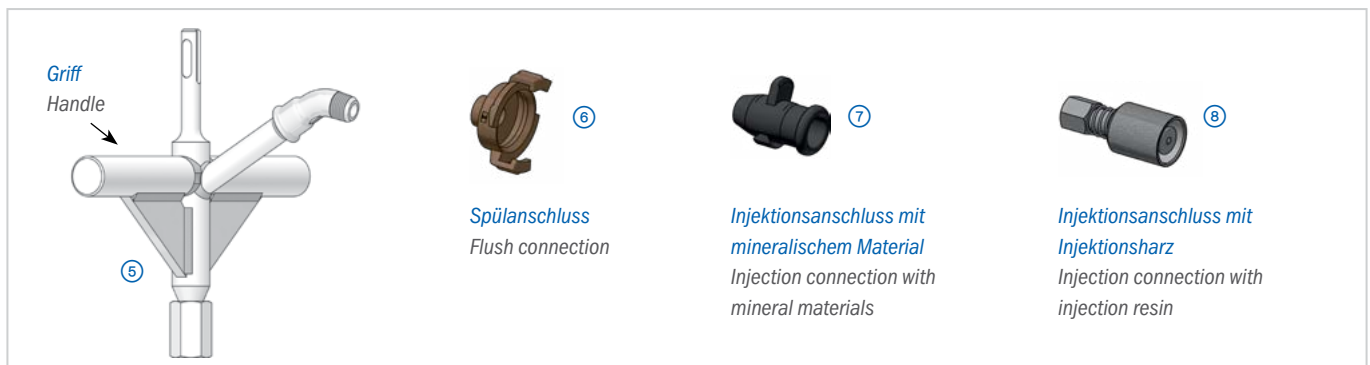 Griff
Handle
5
6
Spülanschluss
Flush connection
7
Injektionsanschluss mit
mineralischem Material
Injection connection with
mineral materials
8
Injektionsanschluss mit
Injektionsharz
Injection connection with
injection resin